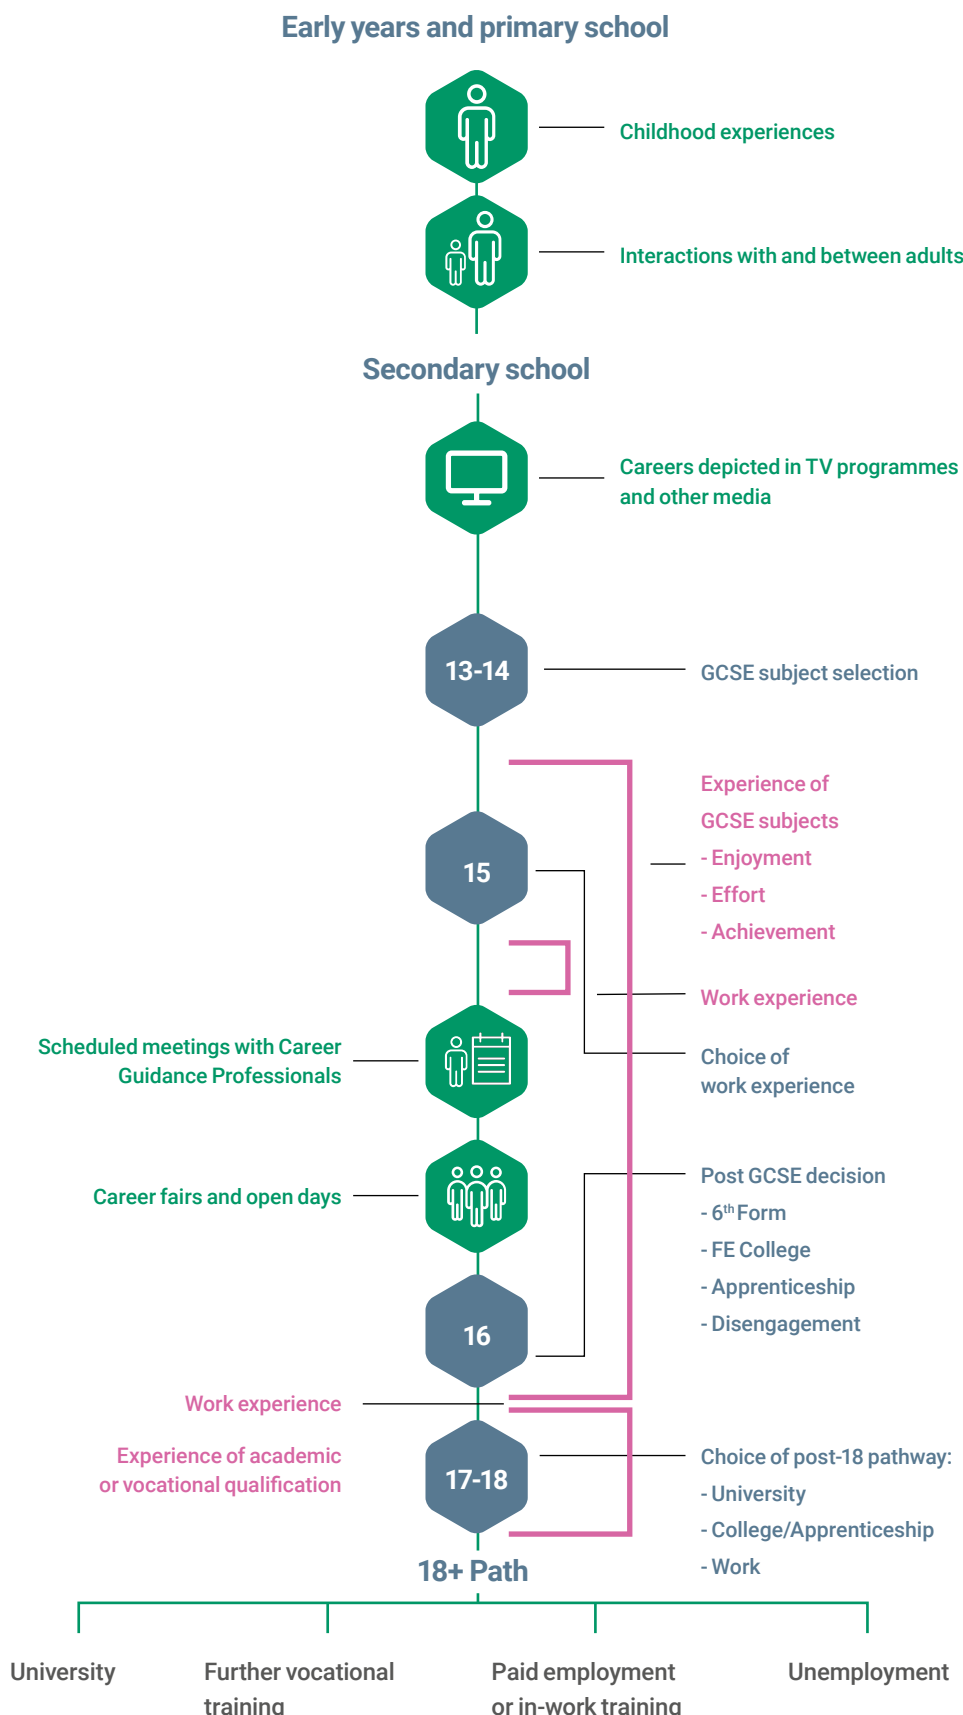 Early years and primary school
Childhood experiences
Interactions with and between adults
Secondary school
Careers depicted in TV programmes
and other media
13-14
GCSE subject selection
Experience of
GCSE subjects
- Enjoyment
- Effort
- Achievement
15
Work experience
Choice of
work experience
Scheduled meetings with Career
Guidance Professionals
Career fairs and open days
Post GCSE decision
- 6th Form
- FE College
- Apprenticeship
- Disengagement
16
Work experience
Experience of academic
or vocational qualification
17-18
Choice of post-18 pathway:
- University
- College/Apprenticeship
- Work
18+ Path
University
Further vocational
training
Paid employment
or in-work training
Unemployment